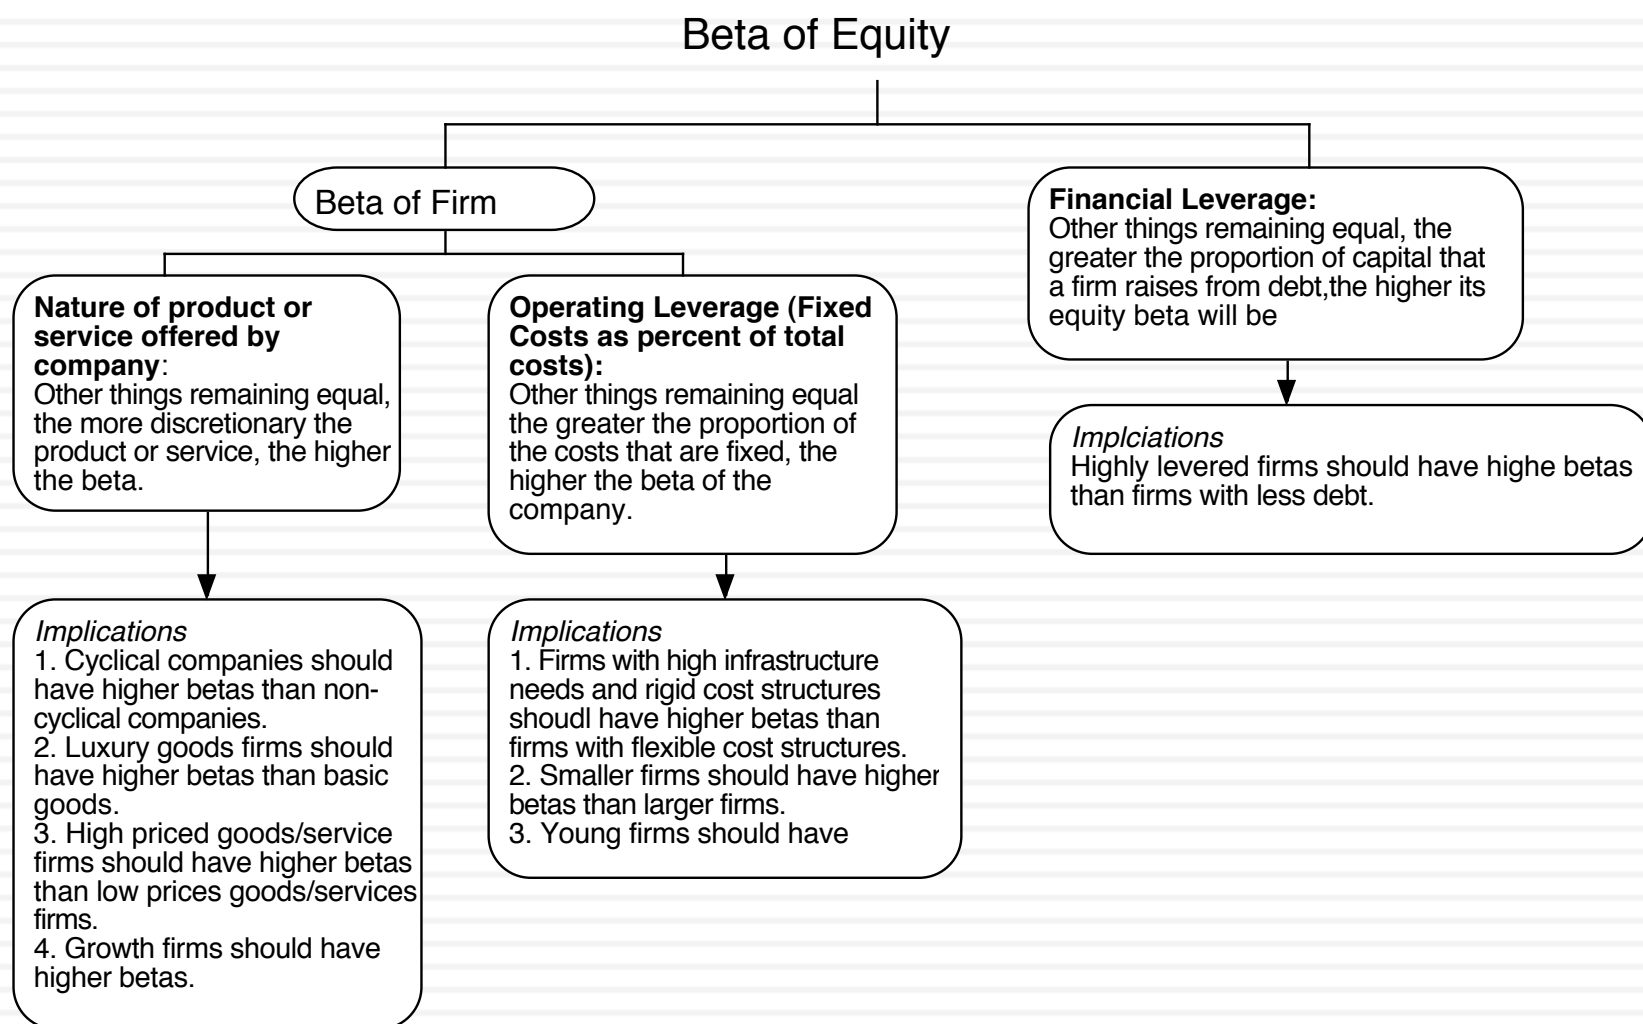 Beta of Equity
Beta of Firm
Financial Leverage:
Other things remaining equal, the
greater the proportion of capital that
a firm raises from debt,the higher its
equity beta will be
Nature of product or
service offered by
company:
Other things remaining equal,
the more discretionary the
product or service, the higher
the beta.
Operating Leverage (Fixed
Costs as percent of total
costs):
Other things remaining equal
the greater the proportion of
the costs that are fixed, the
higher the beta of the
company.
Implciations
Highly levered firms should have highe betas
than firms with less debt.
Implications
1. Cyclical companies should
have higher betas than non-
cyclical companies.
2. Luxury goods firms should
have higher betas than basic
goods.
3. High priced goods/service
firms should have higher betas
than low prices goods/services
firms.
4. Growth firms should have
higher betas.
Implications
1. Firms with high infrastructure
needs and rigid cost structures
shoudl have higher betas than
firms with flexible cost structures.
2. Smaller firms should have higher
betas than larger firms.
3. Young firms should have